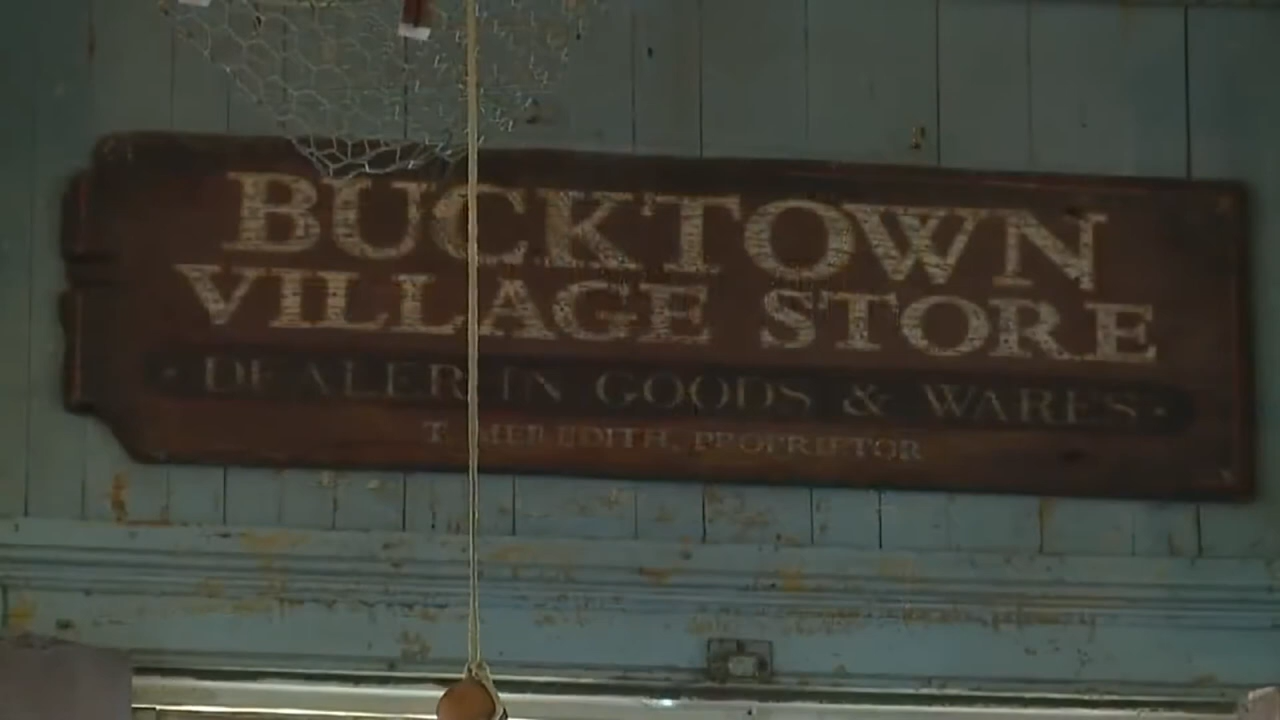 BUCKTOWN
VILLAGE STORE
· DEALER IN GOODS & WARES ·
T. MEREDITH, PROPRIETOR